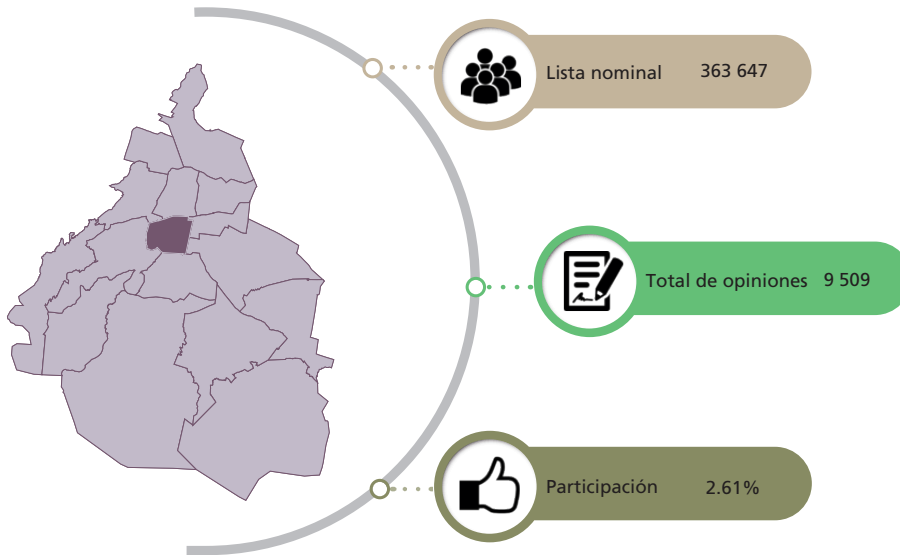 Lista nominal 363 647
Total de opiniones 9 509
Participación 2.61%